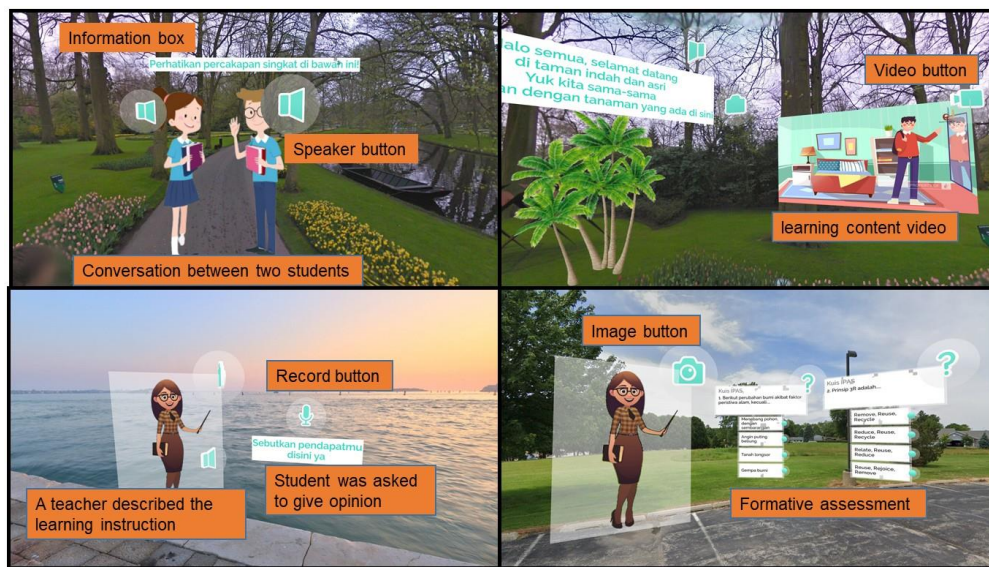 Information box
Perhatikan percakapan singkat di bawah ini!
Speaker button
Conversation between two students
alo semua, selamat datang
di taman indah dan asri
Yuk kita sama-sama
an dengan tanaman yang ada di sini
Video button
learning content video
Record button
Sebutkan pendapatmu
disini ya
A teacher described the
learning instruction
Student was asked
to give opinion
Image button
Kuis IPAS
1. Berikut perubahan bumi akibat faktor
peristiwa alam, kecuali...
Menebang pohon
dengan
sembarangan
Angin puting
beliung
Tanah longsor
Gempa bumi
?
Kuis IPAS
2. Prinsip 3R adalah...
Remove, Reuse,
Recycle
Reduce, Reuse,
Recycle
Relate, Reuse,
Reduce
Reuse, Rejoice,
Remove
?
Formative assessment